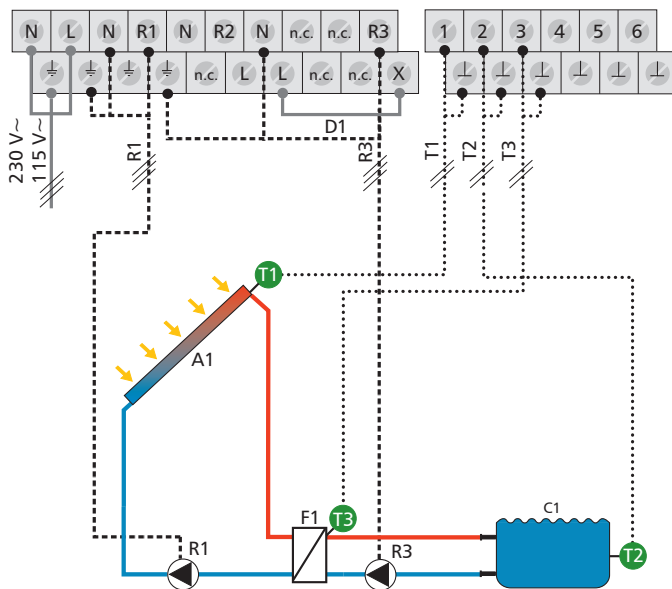 N L N R1 N R2 N n.c. n.c. R3
1 2 3 4 5 6
n.c. L L n.c. n.c. X
D1
230 V~
115 V~
R1
R3
T1
T2
T3
T1
A1
F1
T3
C1
R1
R3
T2